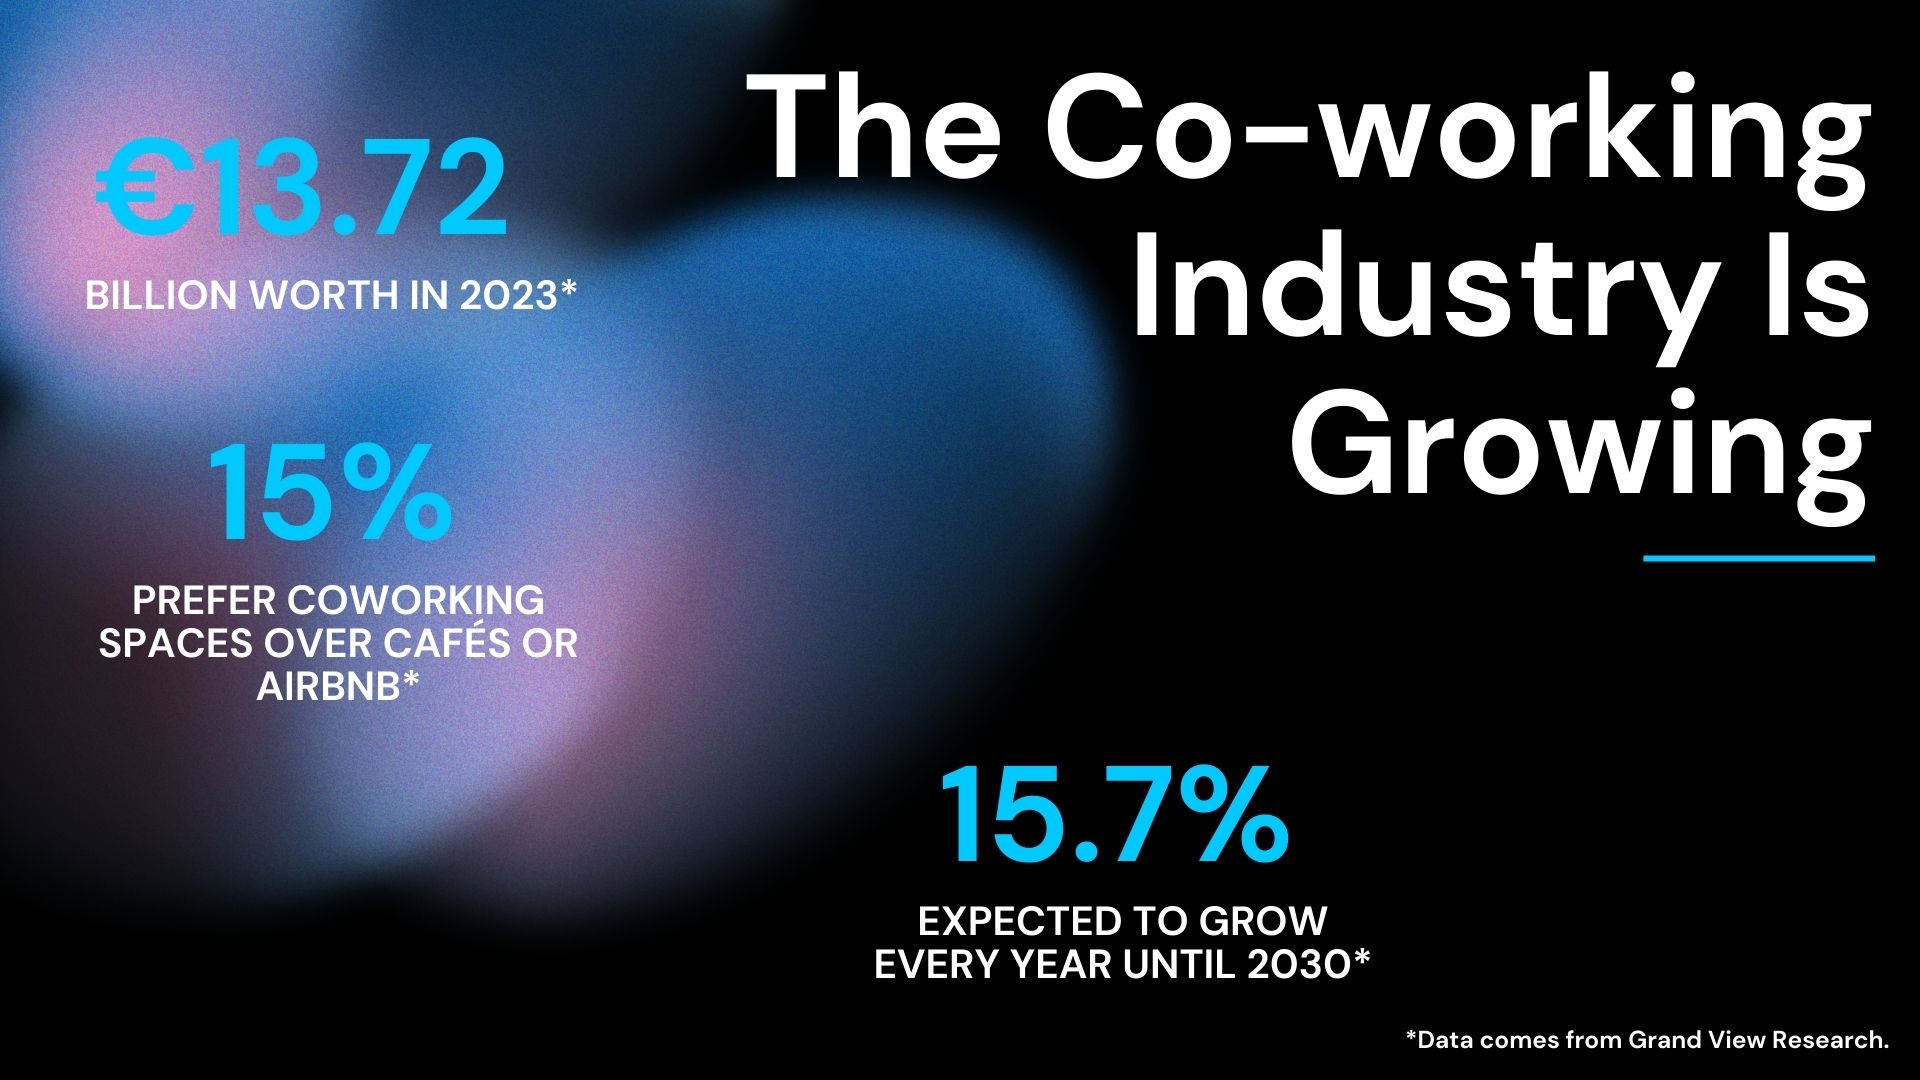 The Co-working
Industry Is
Growing
€13.72
BILLION WORTH IN 2023*
15%
PREFER COWORKING
SPACES OVER CAFÉS OR
AIRBNB*
15.7%
EXPECTED TO GROW
EVERY YEAR UNTIL 2030*
*Data comes from Grand View Research.